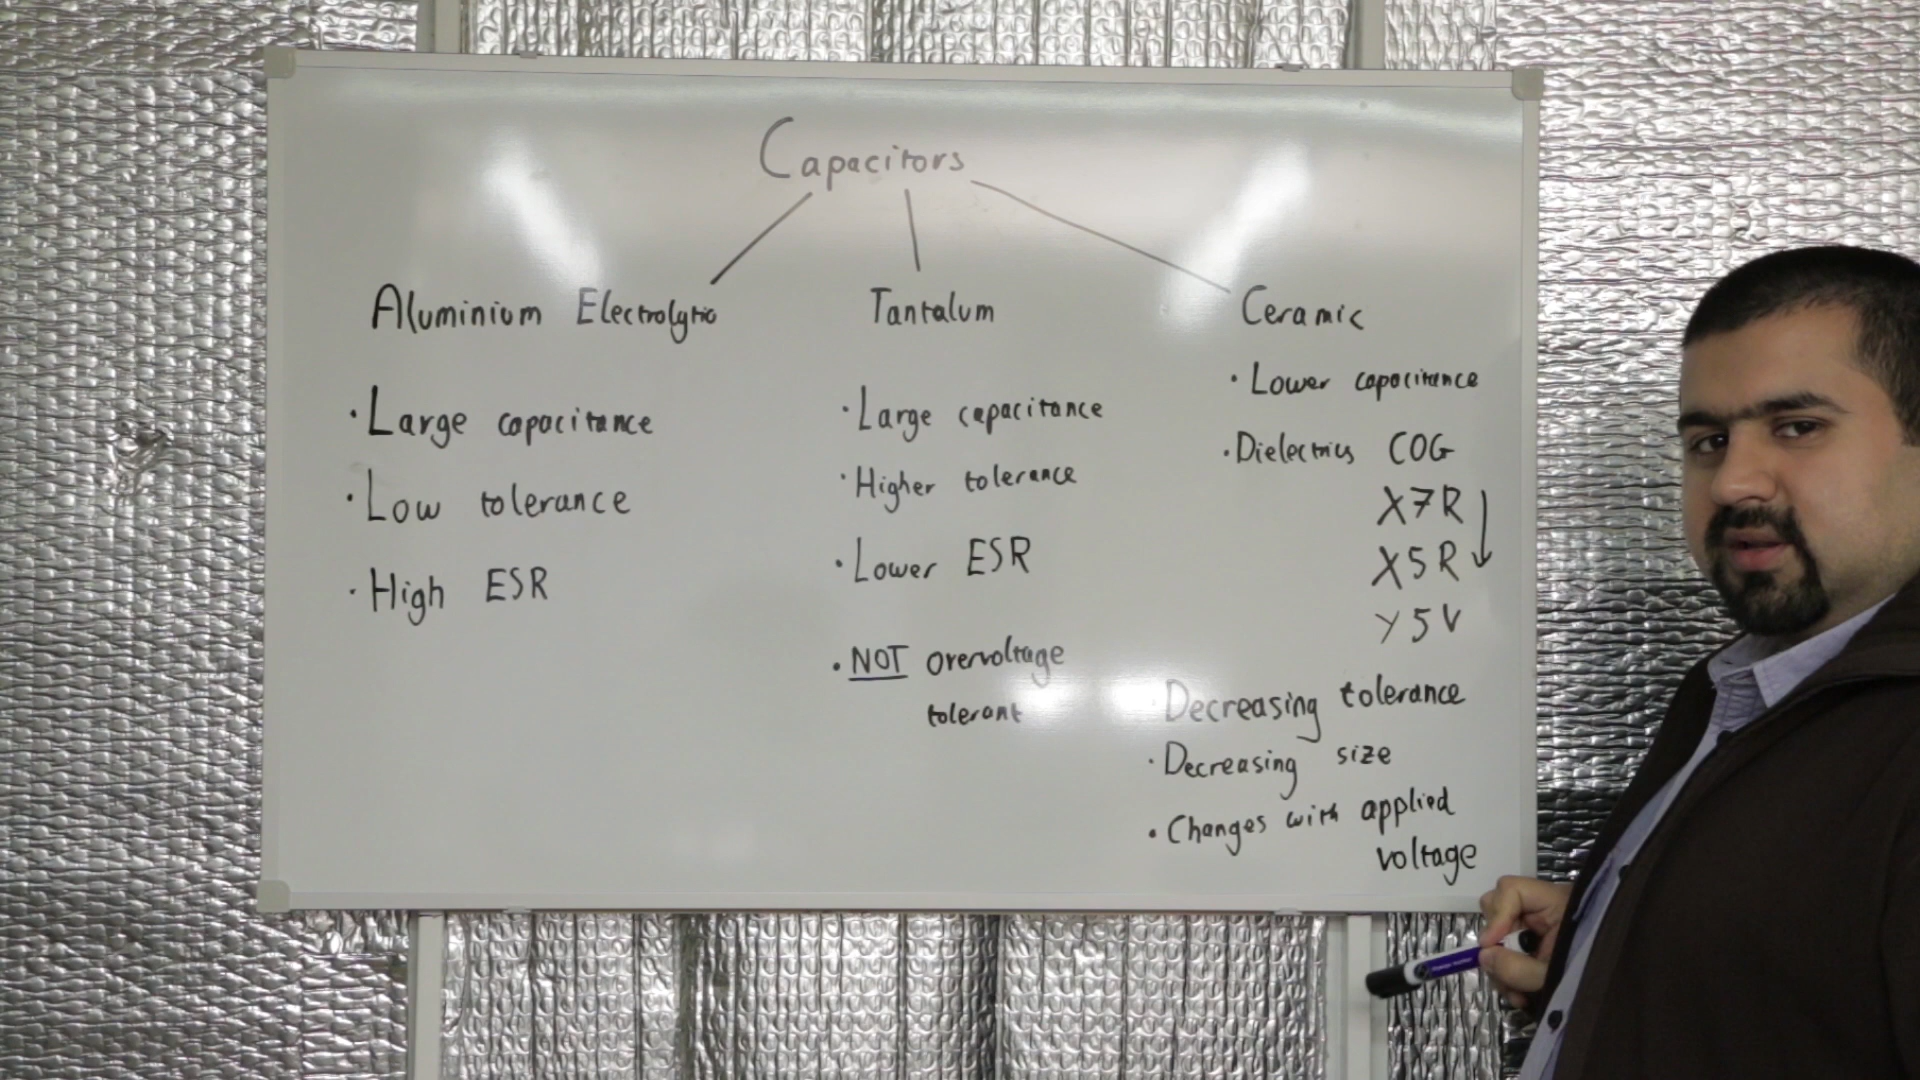 Capacitors
Aluminium Electrolytic
· Large capacitance
· Low tolerance
· High ESR
Tantalum
· Large capacitance
· Higher tolerance
· Lower ESR
· NOT overvoltage
tolerant
Ceramic
· Lower capacitance
· Dielectrics COG
X7R
X5R
Y5V
Decreasing tolerance
· Decreasing size
· Changes with applied
voltage